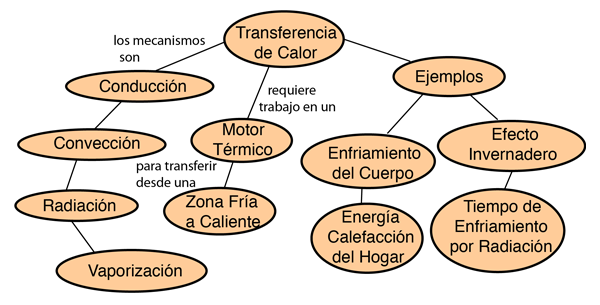 Transferencia
de Calor
los mecanismos
son
Conducción
Convección
Radiación
Vaporización
requiere
trabajo en un
Motor
Térmico
para transferir
desde una
Zona Fría
a Caliente
Ejemplos
Enfriamiento
del Cuerpo
Energía
Calefacción
del Hogar
Efecto
Invernadero
Tiempo de
Enfriamiento
por Radiación